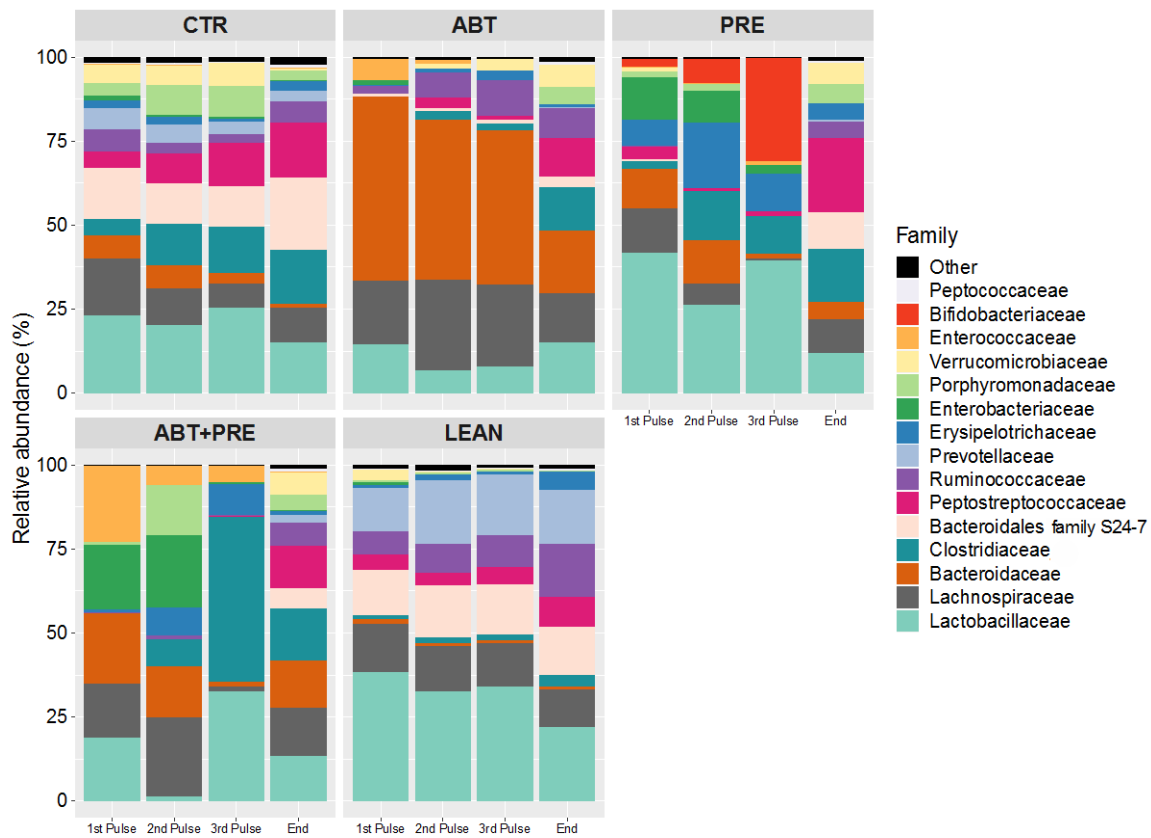 CTR ABT PRE
100
75
50
25
0
1st Pulse 2nd Pulse 3rd Pulse End
ABT+PRE LEAN
100
75
50
25
0
1st Pulse 2nd Pulse 3rd Pulse End 1st Pulse 2nd Pulse 3rd Pulse End
Relative abundance (%)
Family
Other
Peptococcaceae
Bifidobacteriaceae
Enterococcaceae
Verrucomicrobiaceae
Porphyromonadaceae
Enterobacteriaceae
Erysipelotrichaceae
Prevotellaceae
Ruminococcaceae
Peptostreptococcaceae
Bacteroidales family S24-7
Clostridiaceae
Bacteroidaceae
Lachnospiraceae
Lactobacillaceae